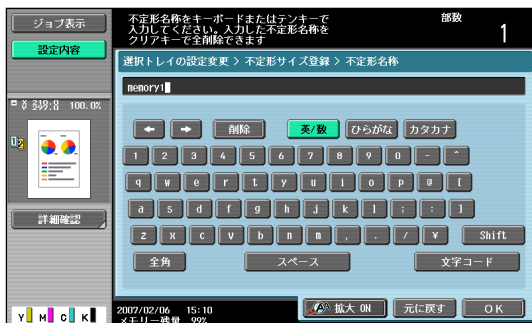 ジョブ表示
設定内容
不定形名称をキーボードまたはテンキーで
入力してください。入力した不定形名称を
クリアキーで全削除できます
部数
1
選択トレイの設定変更 > 不定形サイズ登録 > 不定形名称
memory1
100.0%
1 2
← → 削除 英/数 ひらがな カタカナ
1 2 3 4 5 6 7 8 9 0 - ^
q w e r t y u i o p @ [
a s d f g h j k l ; : ]
z x c v b n m , . / ¥ Shift
全角 スペース 文字コード
詳細確認
Y M C K
2007/02/06 15:10
メモリー残量 99%
拡大 ON 元に戻す OK